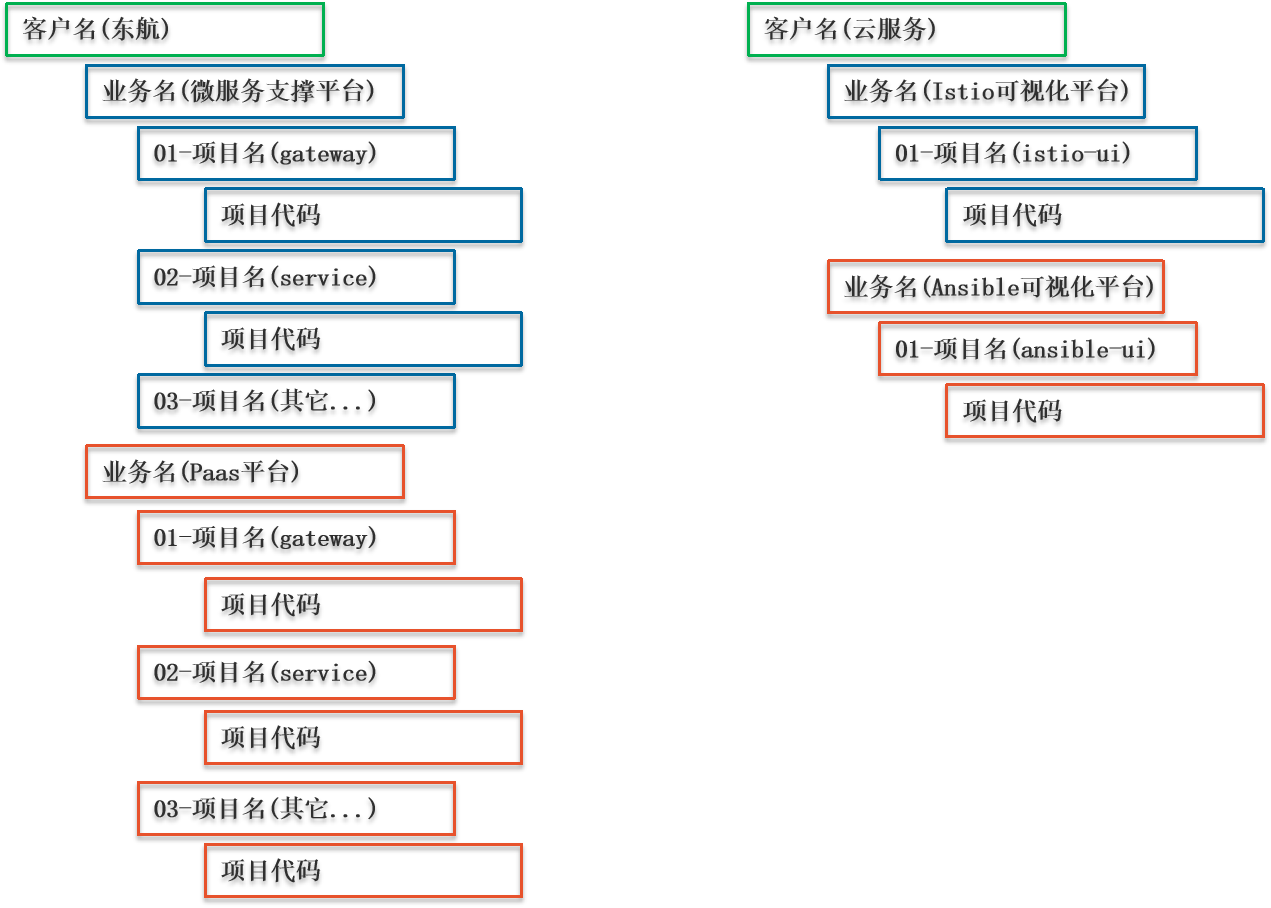 客户名(东航)
业务名(微服务支撑平台)
01-项目名(gateway)
项目代码
02-项目名(service)
项目代码
03-项目名(其它...)
业务名(Paas平台)
01-项目名(gateway)
项目代码
02-项目名(service)
项目代码
03-项目名(其它...)
项目代码
客户名(云服务)
业务名(Istio可视化平台)
01-项目名(istio-ui)
项目代码
业务名(Ansible可视化平台)
01-项目名(ansible-ui)
项目代码